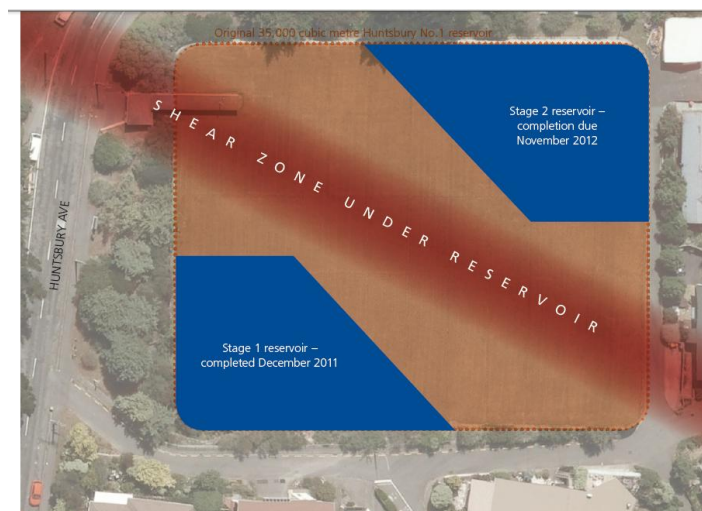 Original 35,000 cubic metre Huntsbury No.1 reservoir
Stage 2 reservoir –
completion due
November 2012
SHEAR ZONE UNDER RESERVOIR
HUNTSBURY AVE
Stage 1 reservoir –
completed December 2011